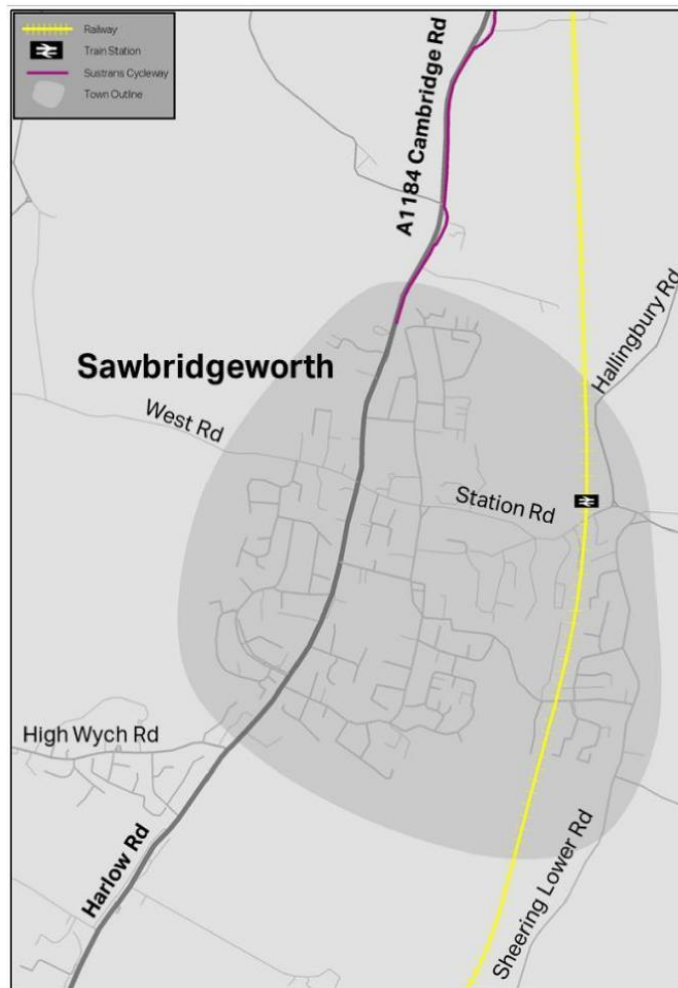 Railway
Train Station
Sustrans Cycleway
Town Outline
A1184 Cambridge Rd
Hallingbury Rd
Sawbridgeworth
West Rd
Station Rd
High Wych Rd
Harlow Rd
Sheering Lower Rd